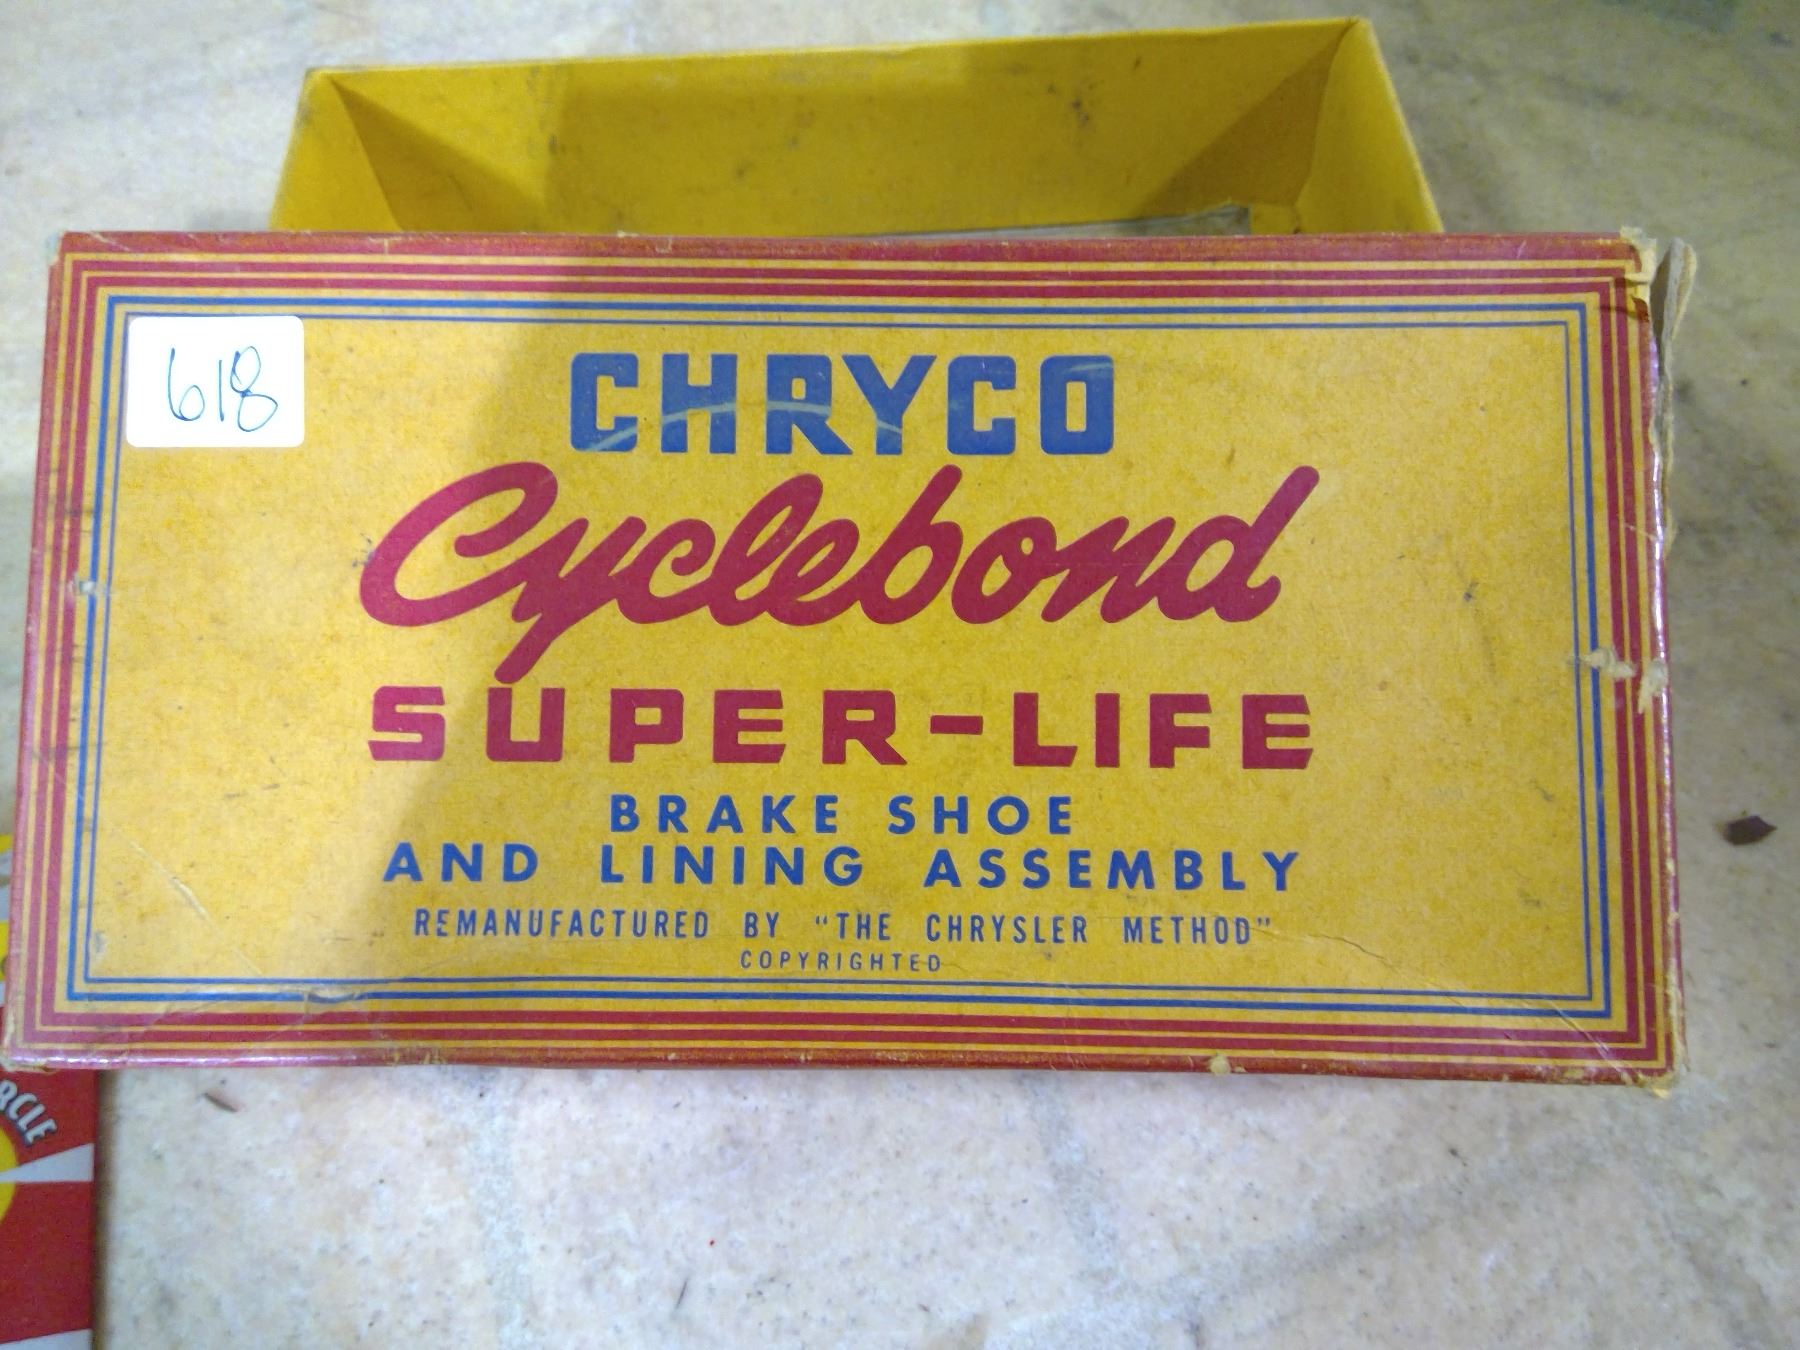 618
CHRYCO
Cyclebond
SUPER-LIFE
BRAKE SHOE
AND LINING ASSEMBLY
REMANUFACTURED BY "THE CHRYSLER METHOD"
COPYRIGHTED